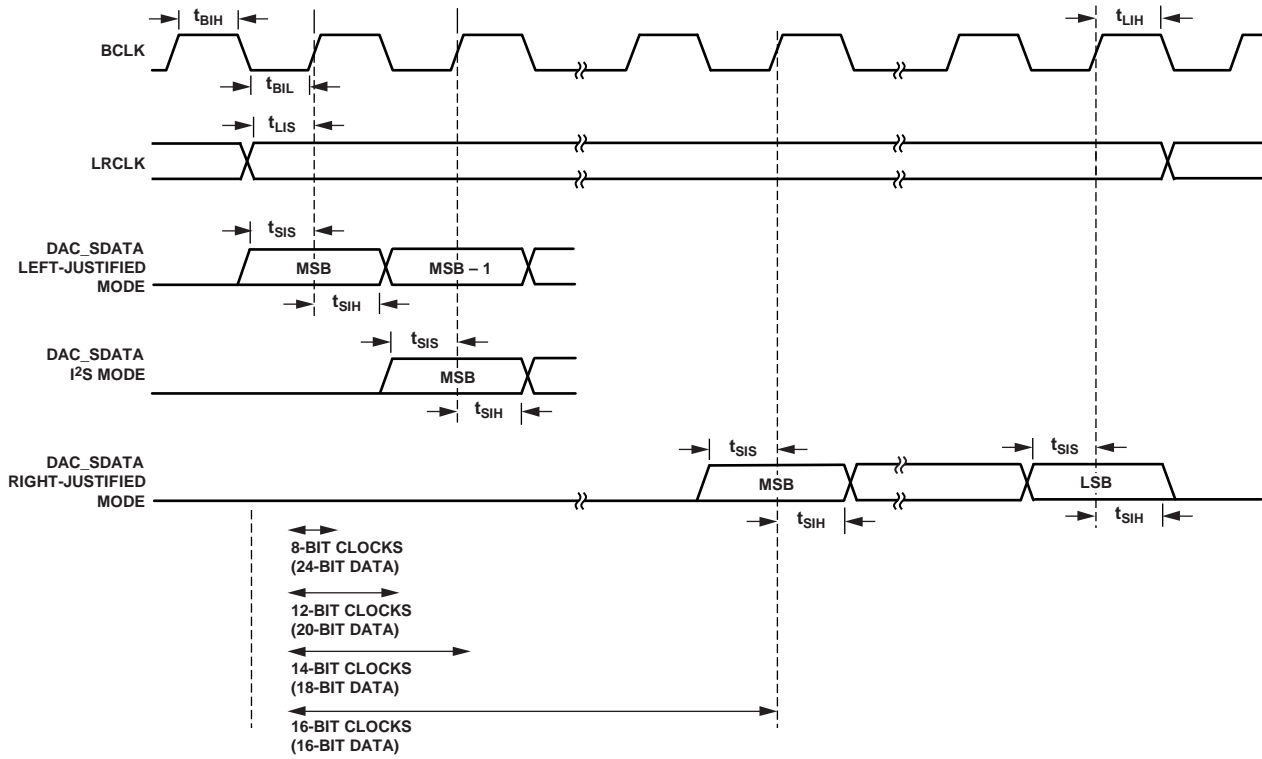 tBIH
tLIH
BCLK
tBIL
tLIS
LRCLK
tSIS
DAC_SDATA
LEFT-JUSTIFIED
MODE
MSB
MSB – 1
tSIH
tSIS
DAC_SDATA
I²S MODE
MSB
tSIH
tSIS
tSIS
DAC_SDATA
RIGHT-JUSTIFIED
MODE
MSB
LSB
tSIH
tSIH
8-BIT CLOCKS
(24-BIT DATA)
12-BIT CLOCKS
(20-BIT DATA)
14-BIT CLOCKS
(18-BIT DATA)
16-BIT CLOCKS
(16-BIT DATA)